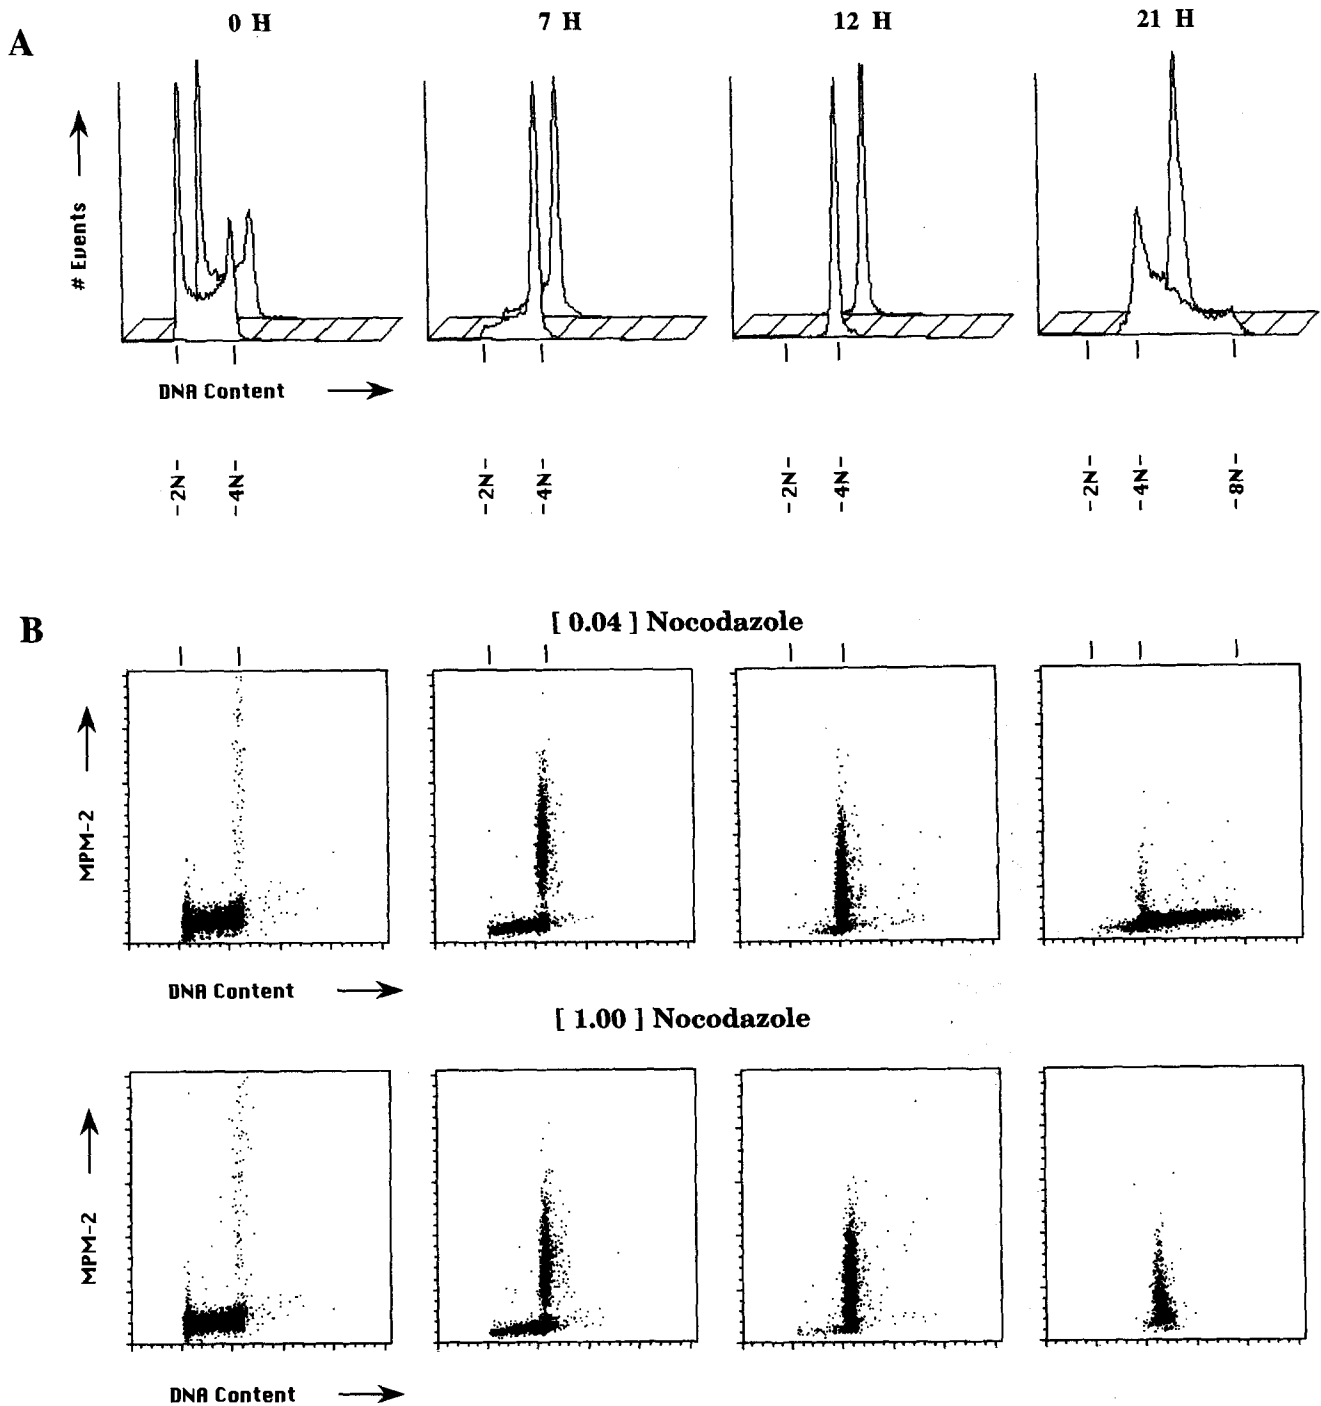 A
0 H
7 H
12 H
21 H
# Events
DNA Content
-2N-
-4N-
-2N-
-4N-
-2N-
-4N-
-2N-
-4N-
-8N-
B
[ 0.04 ] Nocodazole
MPM-2
DNA Content
[ 1.00 ] Nocodazole
MPM-2
DNA Content